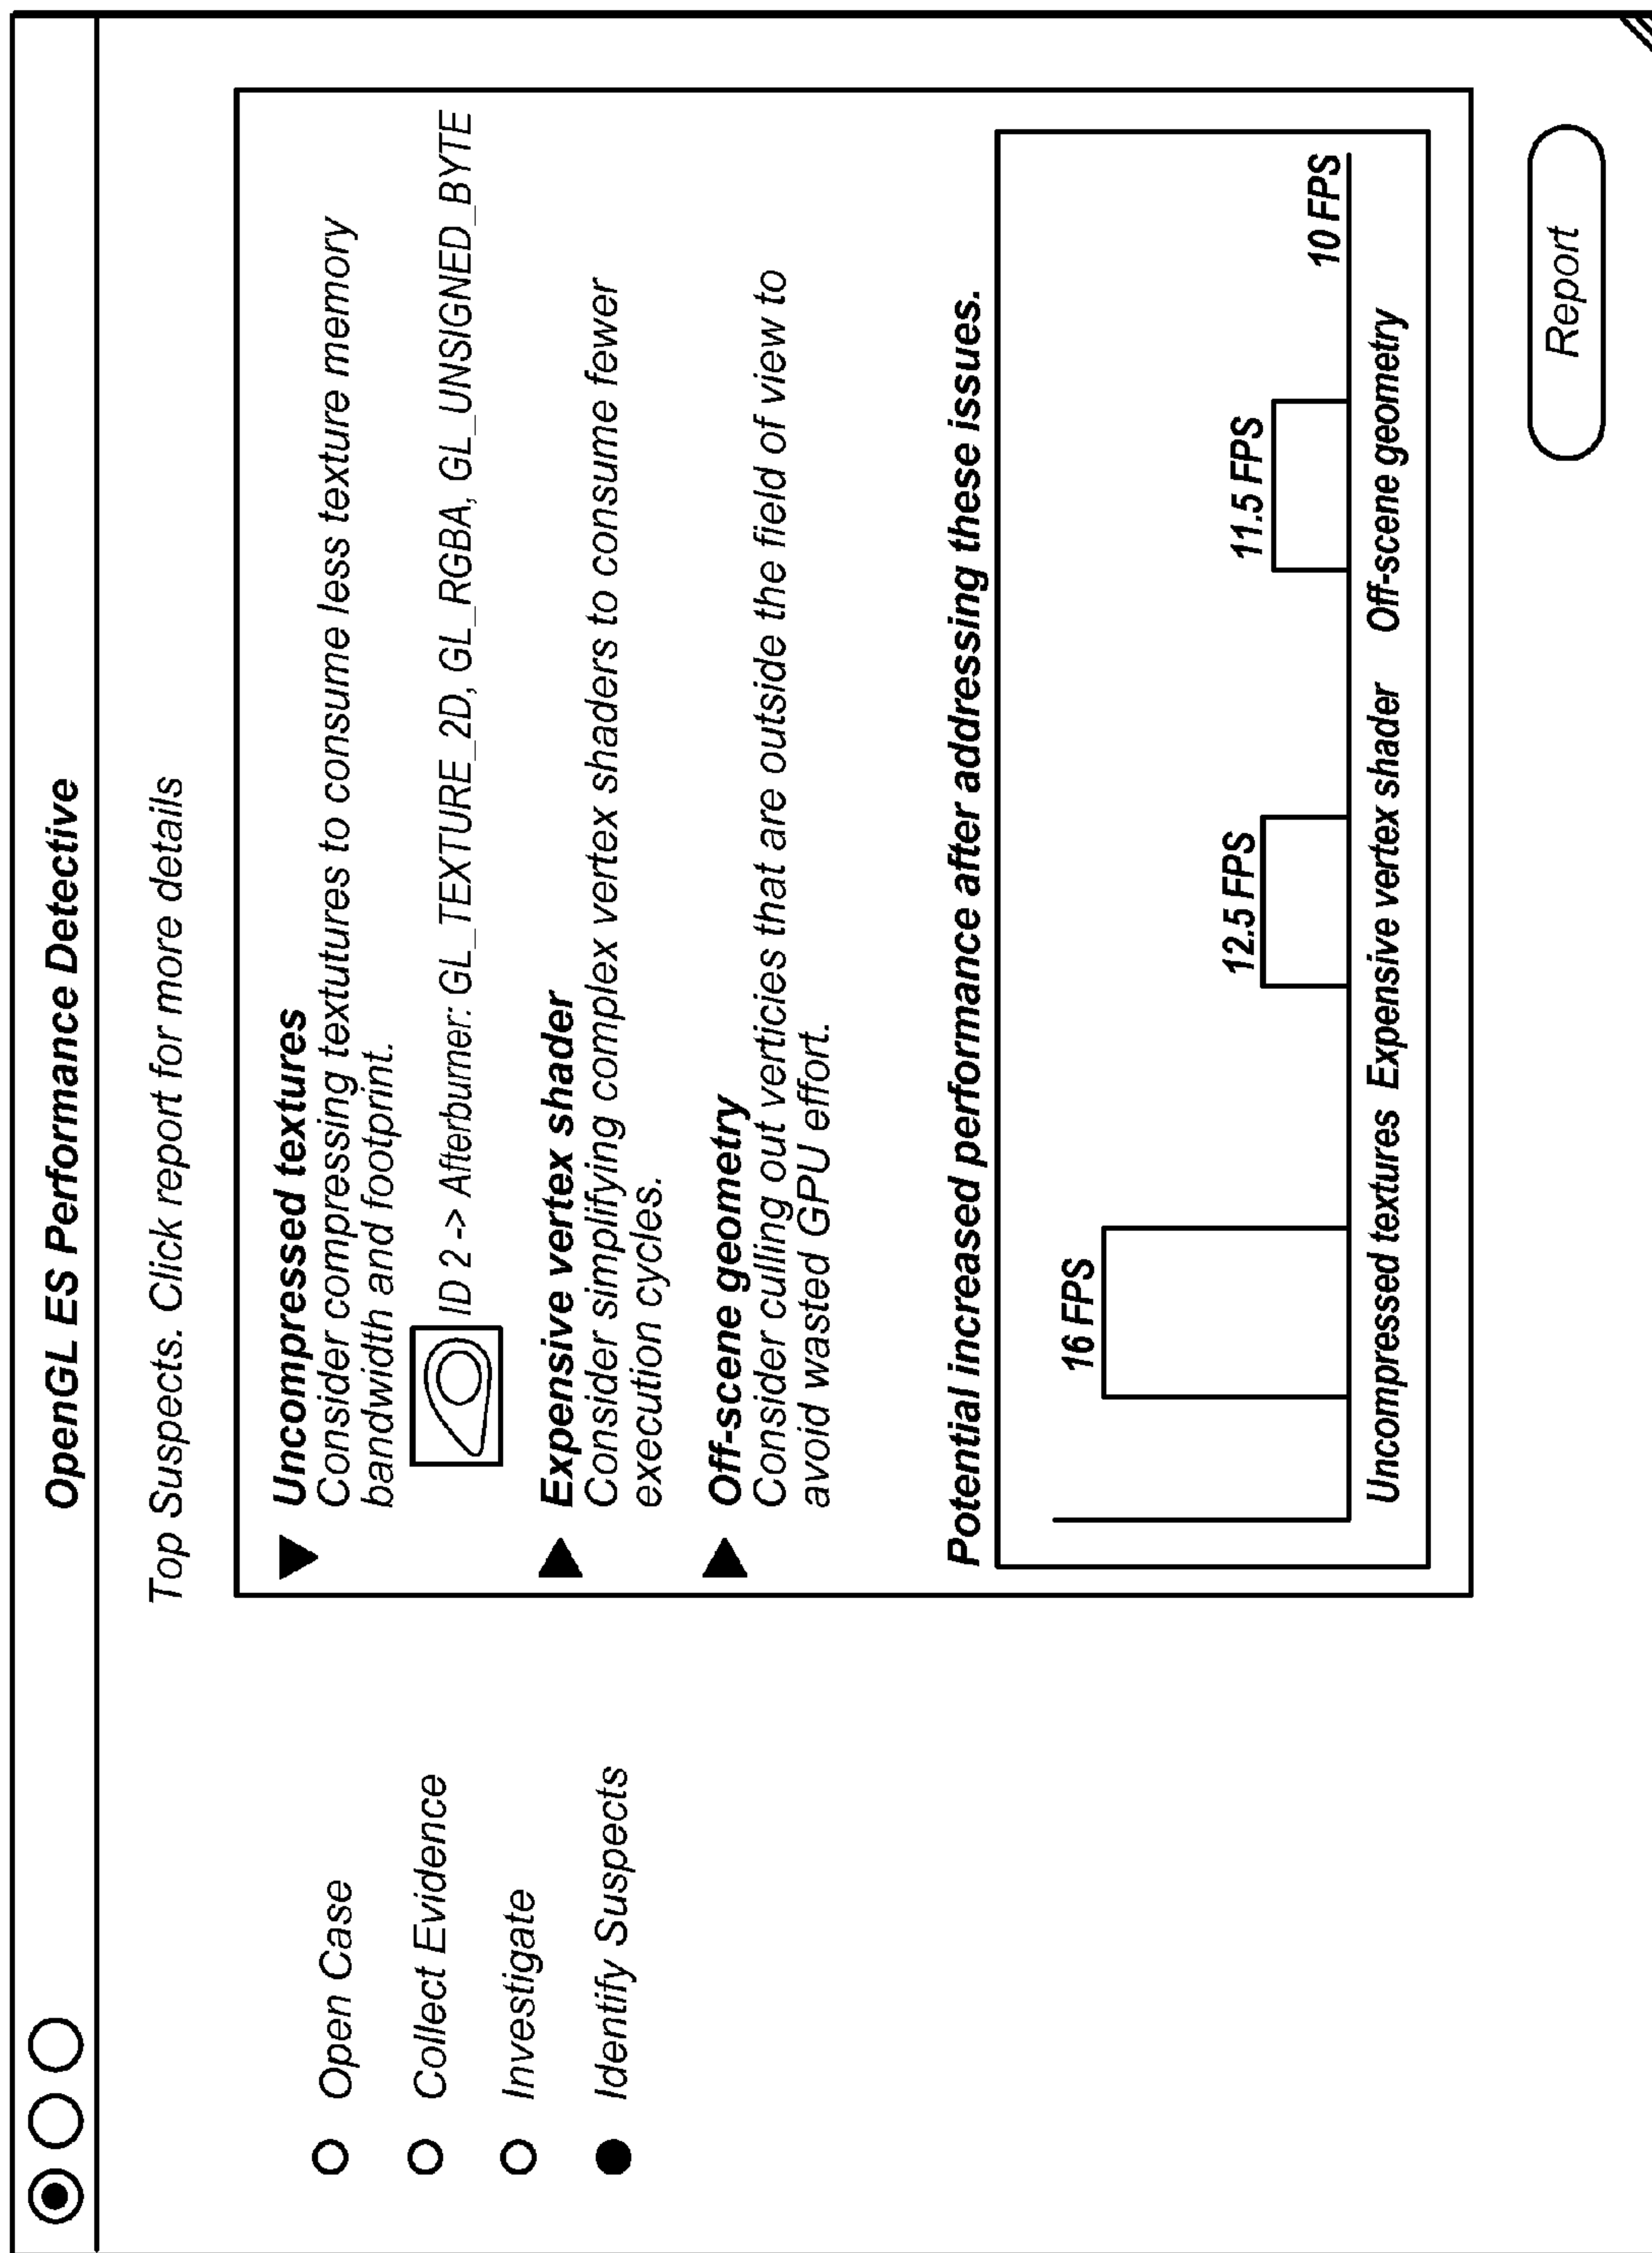 OpenGL ES Performance Detective
Top Suspects. Click report for more details
Open Case
Collect Evidence
Investigate
Identify Suspects
Uncompressed textures
Consider compressing textutures to consume less texture memory
bandwidth and footprint.
ID 2 -> Afterburner: GL_TEXTURE_2D, GL_RGBA, GL_UNSIGNED_BYTE
Expensive vertex shader
Consider simplifying complex vertex shaders to consume fewer
execution cycles.
Off-scene geometry
Consider culling out verticies that are outside the field of view to
avoid wasted GPU effort.
Potential increased performance after addressing these issues.
16 FPS
12.5 FPS
11.5 FPS
10 FPS
Uncompressed textures Expensive vertex shader Off-scene geometry
Report